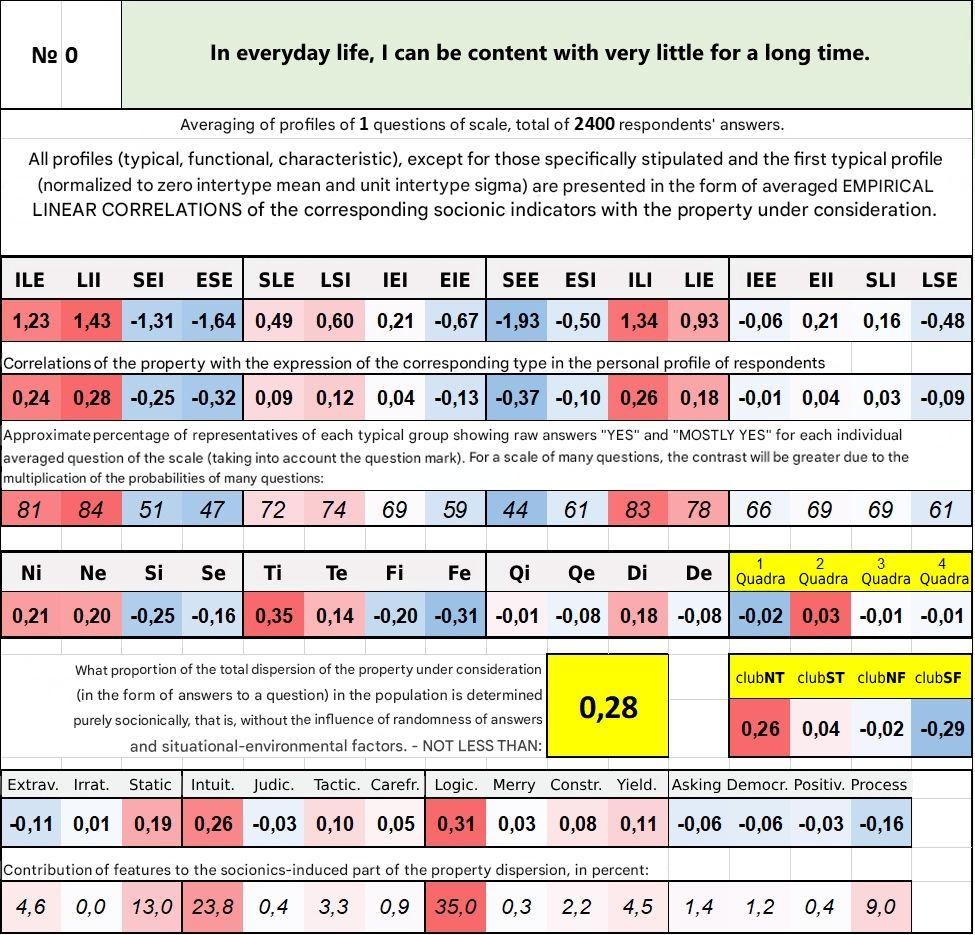 № 0
In everyday life, I can be content with very little for a long time.
Averaging of profiles of 1 questions of scale, total of 2400 respondents' answers.
All profiles (typical, functional, characteristic), except for those specifically stipulated and the first typical profile
(normalized to zero intertype mean and unit intertype sigma) are presented in the form of averaged EMPIRICAL
LINEAR CORRELATIONS of the corresponding socionic indicators with the property under consideration.
ILE LII SEI ESE SLE LSI IEI EIE SEE ESI ILI LIE IEE EII SLI LSE
1,23 1,43 -1,31 -1,64 0,49 0,60 0,21 -0,67 -1,93 -0,50 1,34 0,93 -0,06 0,21 0,16 -0,48
Correlations of the property with the expression of the corresponding type in the personal profile of respondents
0,24 0,28 -0,25 -0,32 0,09 0,12 0,04 -0,13 -0,37 -0,10 0,26 0,18 -0,01 0,04 0,03 -0,09
Approximate percentage of representatives of each typical group showing raw answers "YES" and "MOSTLY YES" for each individual
averaged question of the scale (taking into account the question mark). For a scale of many questions, the contrast will be greater due to the
multiplication of the probabilities of many questions:
81 84 51 47 72 74 69 59 44 61 83 78 66 69 69 61
Ni Ne Si Se Ti Te Fi Fe Qi Qe Di De 1 Quadra 2 Quadra 3 Quadra 4 Quadra
0,21 0,20 -0,25 -0,16 0,35 0,14 -0,20 -0,31 -0,01 -0,08 0,18 -0,08 -0,02 0,03 -0,01 -0,01
What proportion of the total dispersion of the property under consideration
(in the form of answers to a question) in the population is determined
purely socionically, that is, without the influence of randomness of answers
and situational-environmental factors. - NOT LESS THAN:
0,28
clubNT clubST clubNF clubSF
0,26 0,04 -0,02 -0,29
Extrav. Irrat. Static Intuit. Judic. Tactic. Carefr. Logic. Merry Constr. Yield. Asking Democr. Positiv. Process
-0,11 0,01 0,19 0,26 -0,03 0,10 0,05 0,31 0,03 0,08 0,11 -0,06 -0,06 -0,03 -0,16
Contribution of features to the socionics-induced part of the property dispersion, in percent:
4,6 0,0 13,0 23,8 0,4 3,3 0,9 35,0 0,3 2,2 4,5 1,4 1,2 0,4 9,0